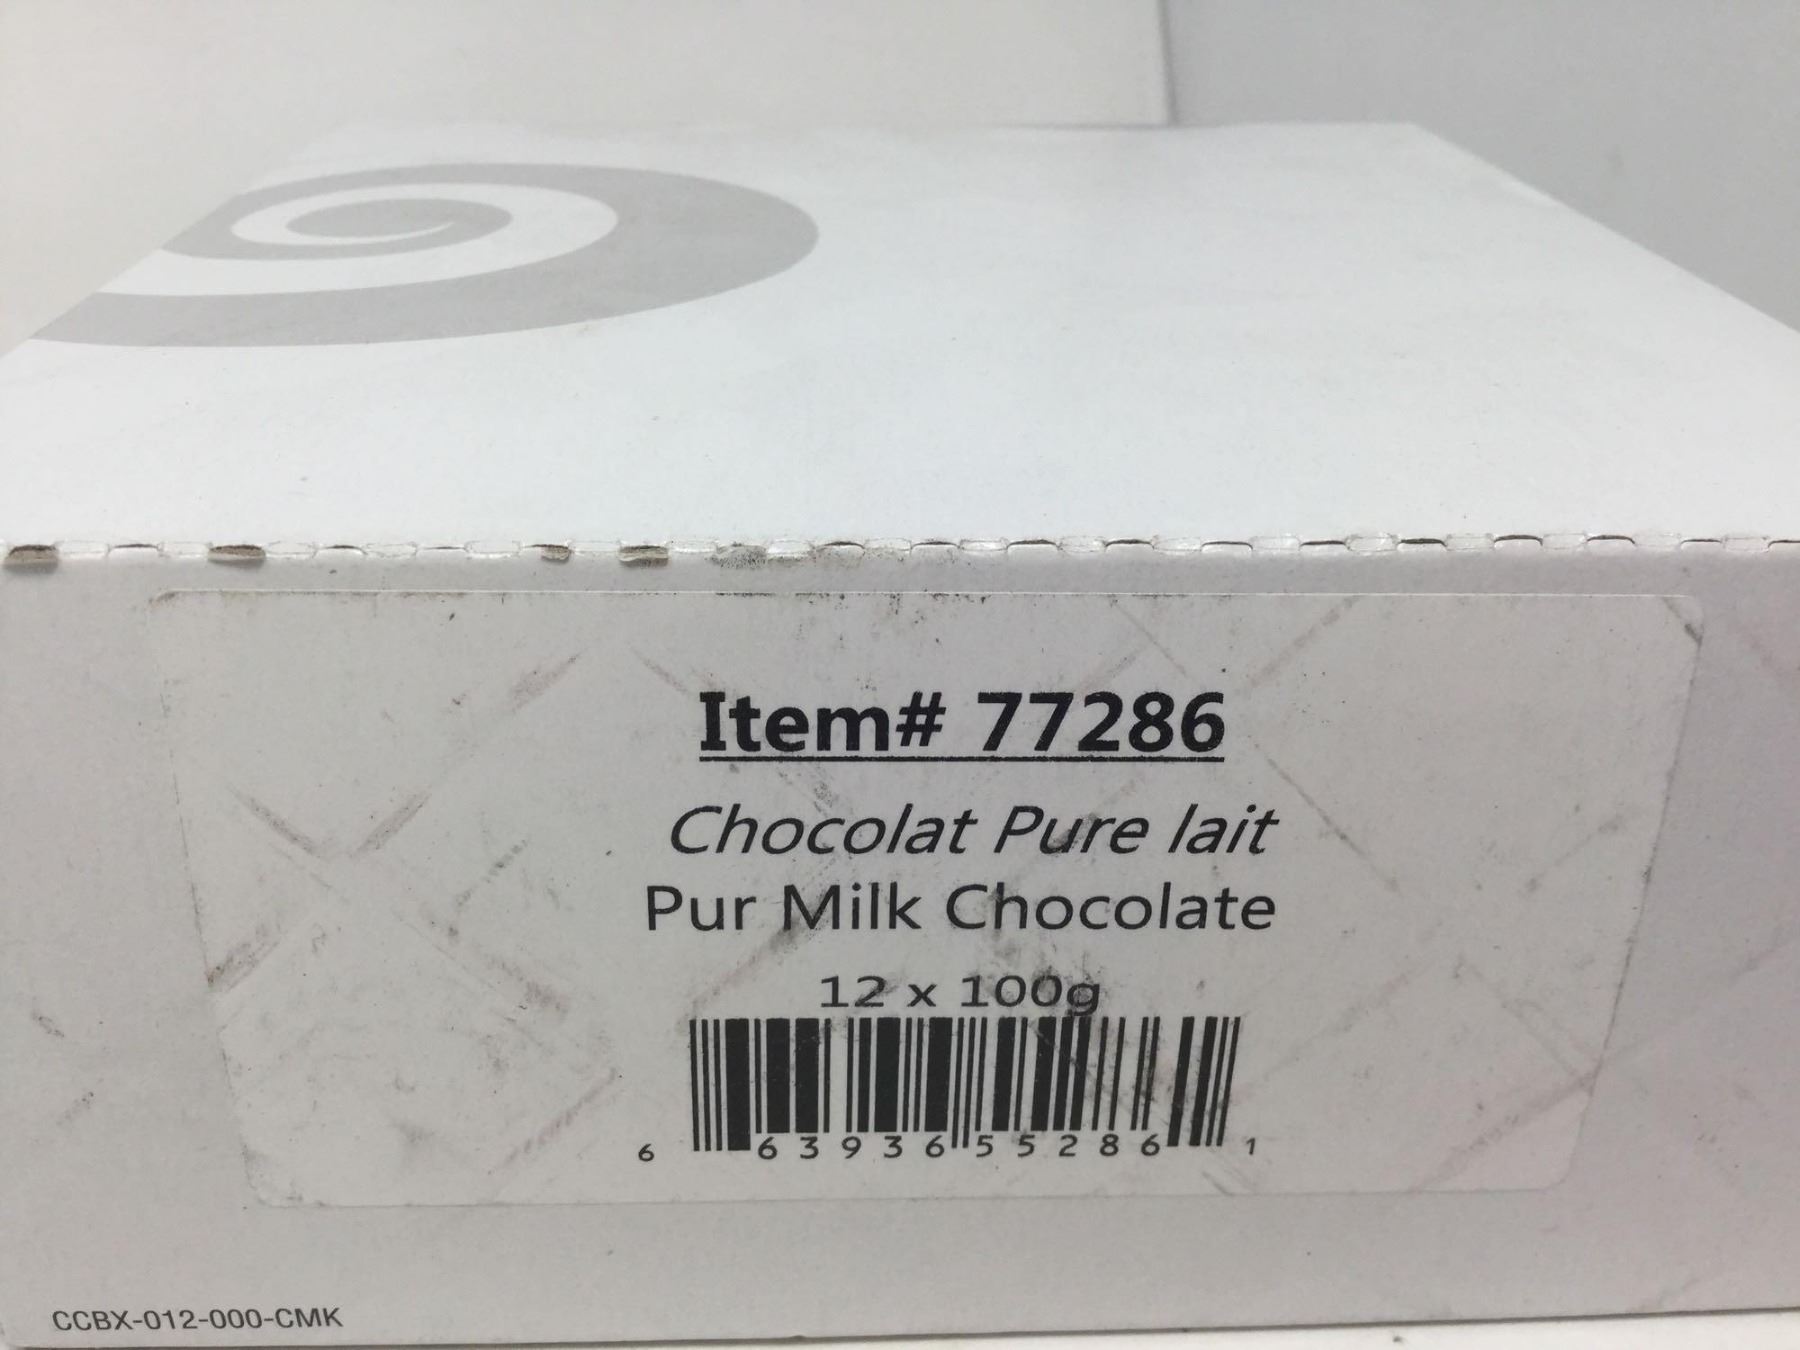 Item# 77286
Chocolat Pure lait
Pur Milk Chocolate
12 x 100g
6 63936 55286 1
CCBX-012-000-CMK